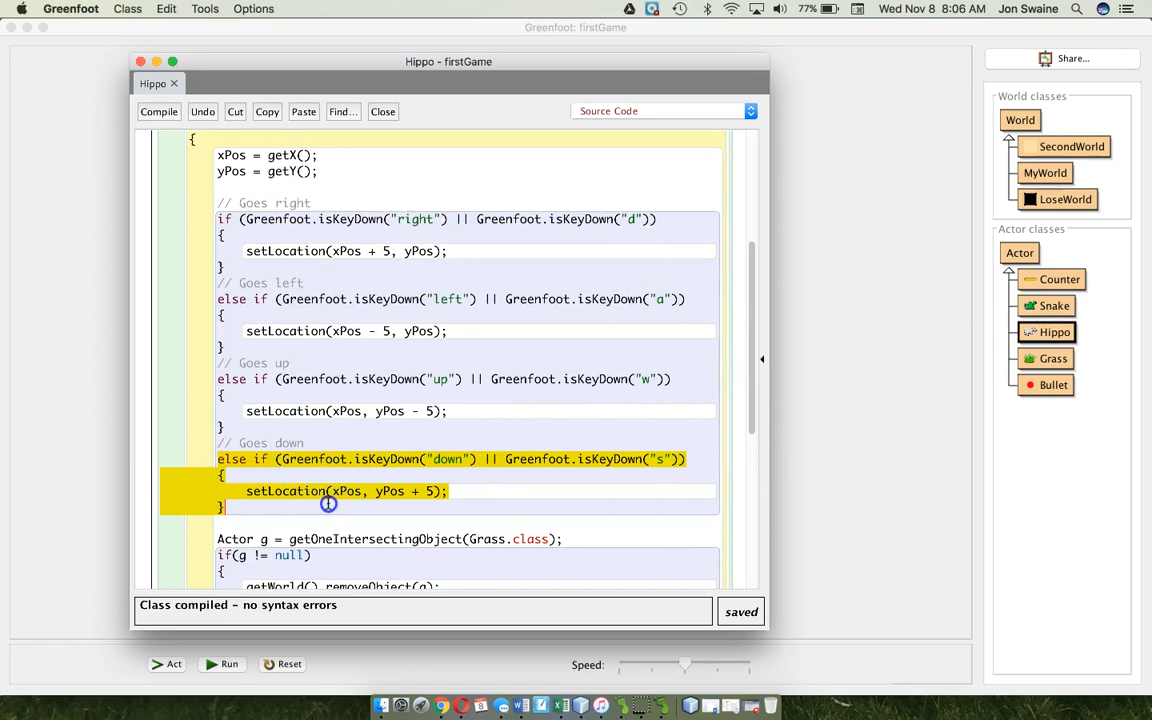 Greenfoot Class Edit Tools Options 77% Wed Nov 8 8:06 AM Jon Swaine
Greenfoot: firstGame
Hippo - firstGame
Hippo
Compile Undo Cut Copy Paste Find... Close Source Code
{
xPos = getX();
yPos = getY();
// Goes right
if (Greenfoot.isKeyDown("right") || Greenfoot.isKeyDown("d"))
{
setLocation(xPos + 5, yPos);
}
// Goes left
else if (Greenfoot.isKeyDown("left") || Greenfoot.isKeyDown("a"))
{
setLocation(xPos - 5, yPos);
}
// Goes up
else if (Greenfoot.isKeyDown("up") || Greenfoot.isKeyDown("w"))
{
setLocation(xPos, yPos - 5);
}
// Goes down
else if (Greenfoot.isKeyDown("down") || Greenfoot.isKeyDown("s"))
{
setLocation(xPos, yPos + 5);
}
Actor g = getOneIntersectingObject(Grass.class);
if(g != null)
{
getWorld().removeObject(g);
Class compiled - no syntax errors
saved
Act Run Reset Speed:
Share...
World classes
World
SecondWorld
MyWorld
LoseWorld
Actor classes
Actor
Counter
Snake
Hippo
Grass
Bullet